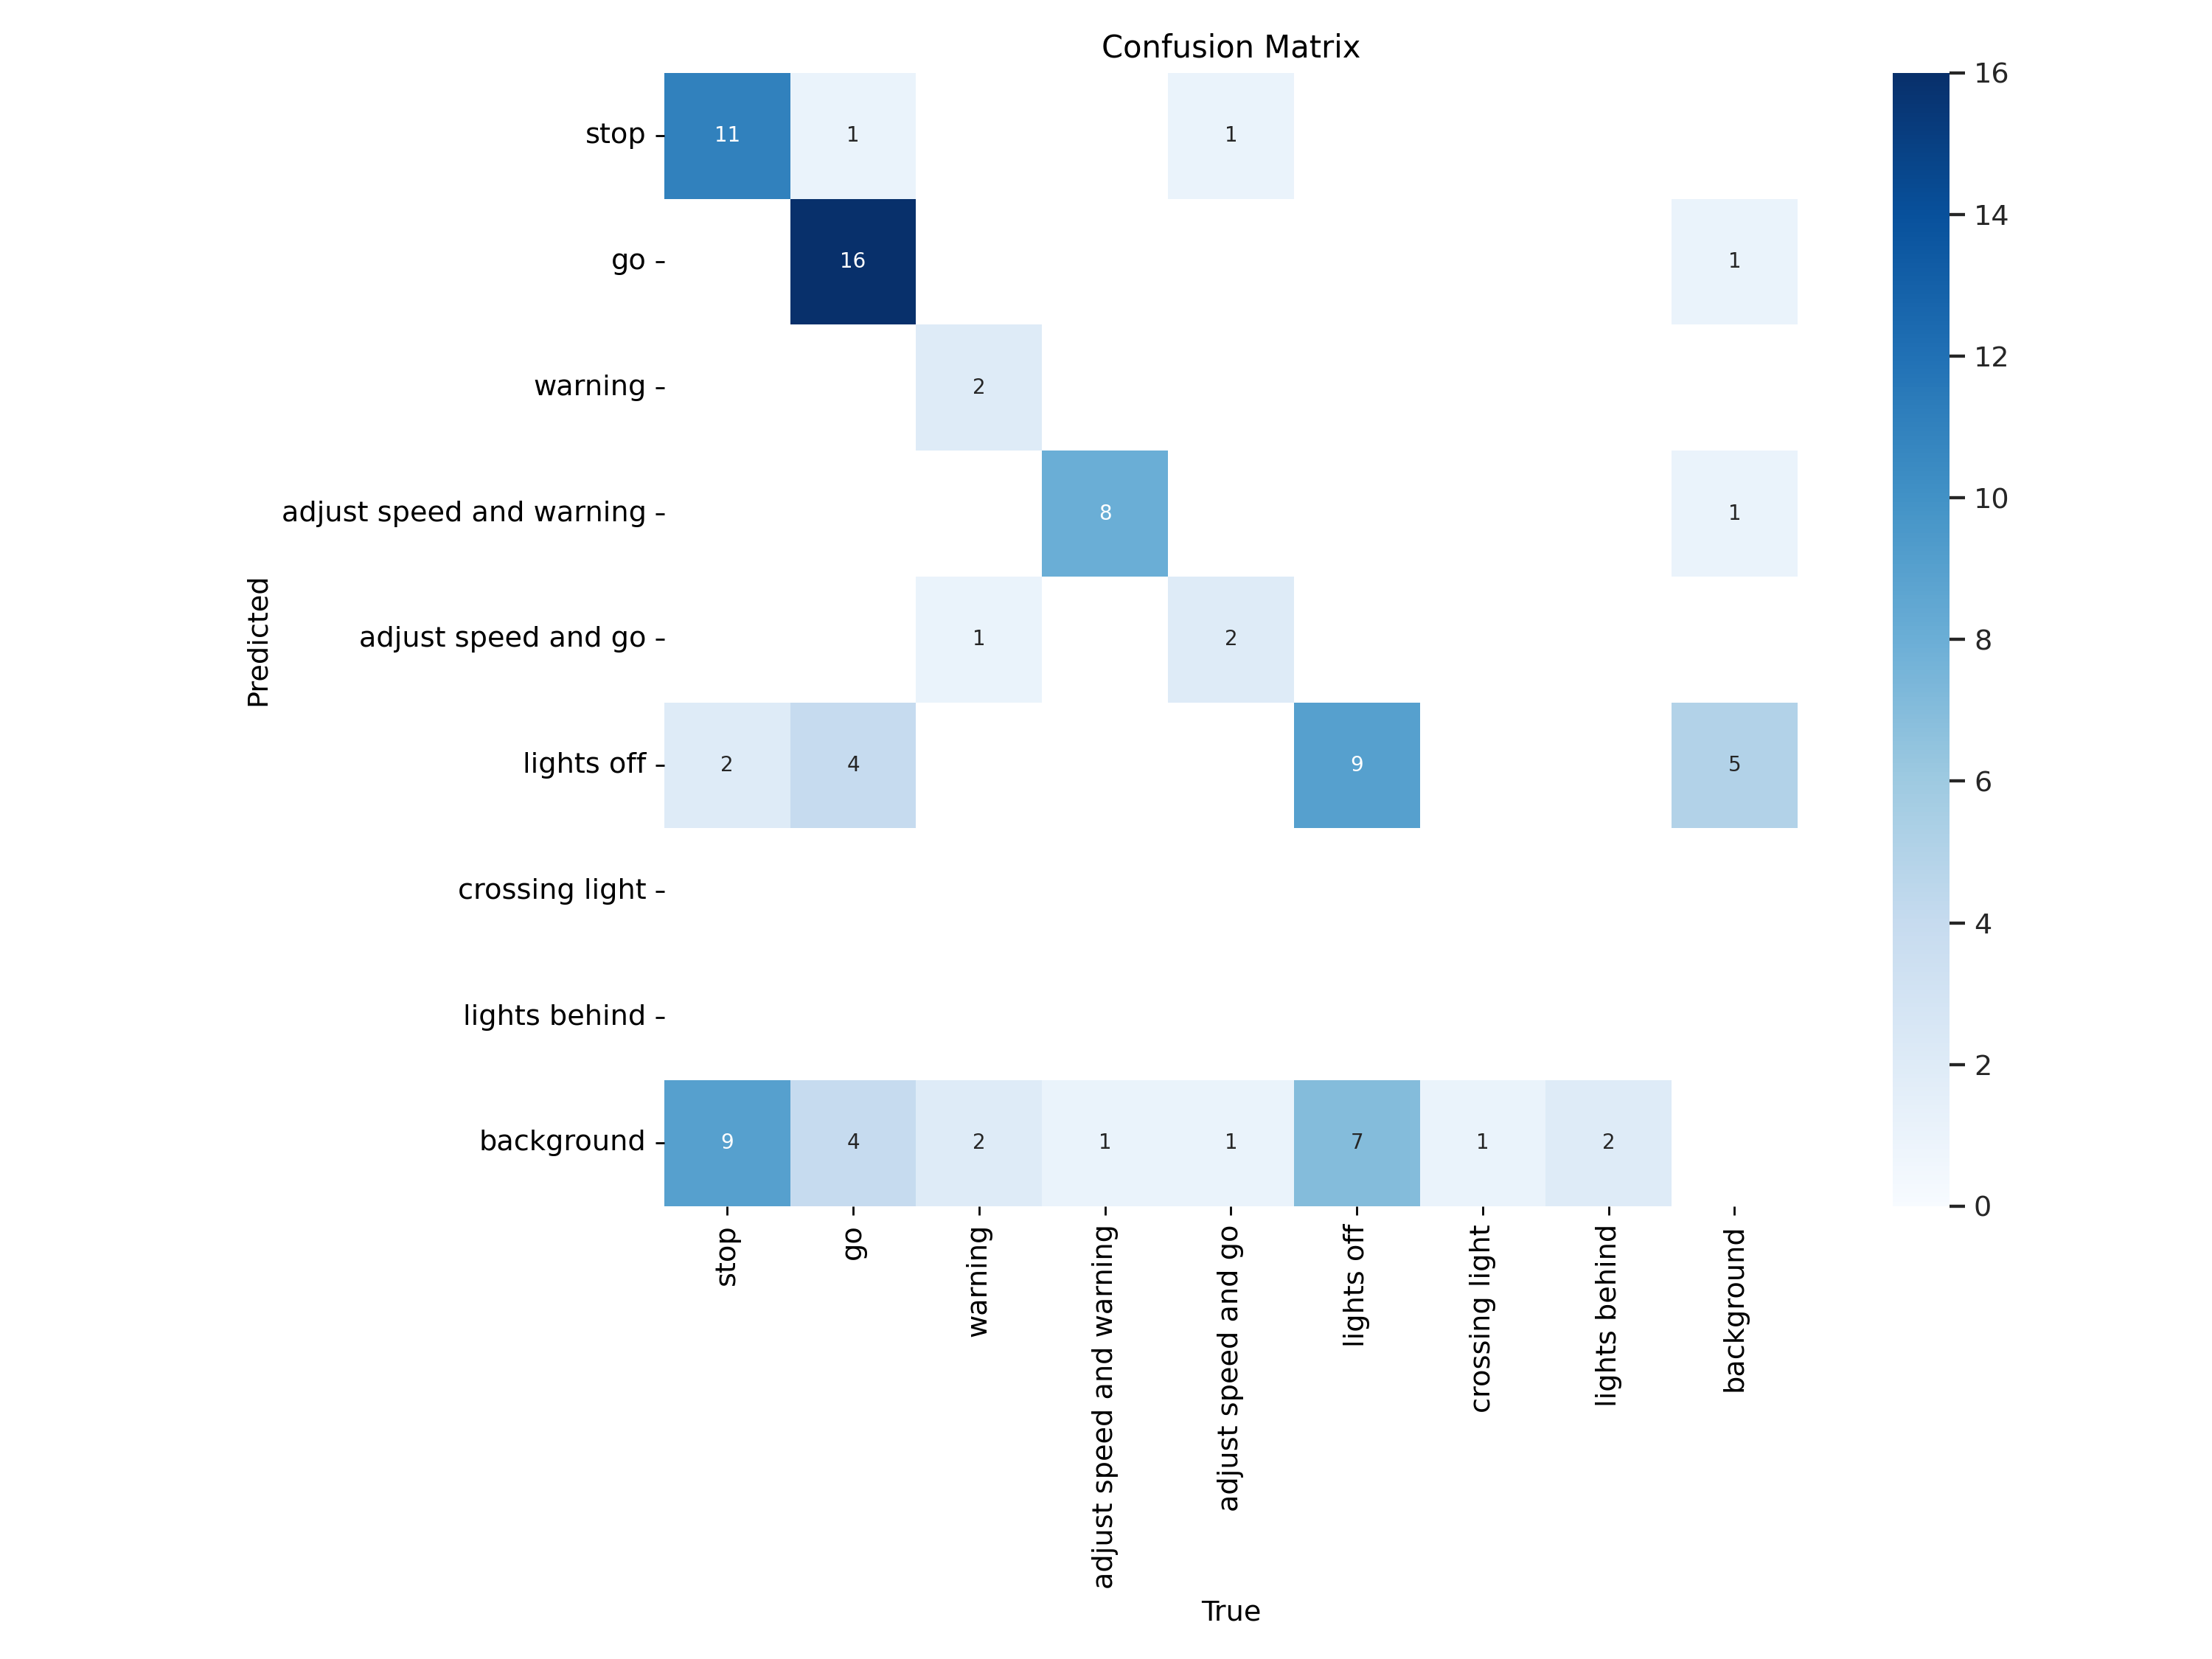 Confusion Matrix
stop
11
1
1
16
go
16
1
14
warning
2
12
adjust speed and warning
8
1
10
Predicted
adjust speed and go
1
2
8
lights off
2
4
9
5
6
crossing light
4
lights behind
2
background
9
4
2
1
1
7
1
2
0
stop
go
warning
adjust speed and warning
adjust speed and go
lights off
crossing light
lights behind
background
True